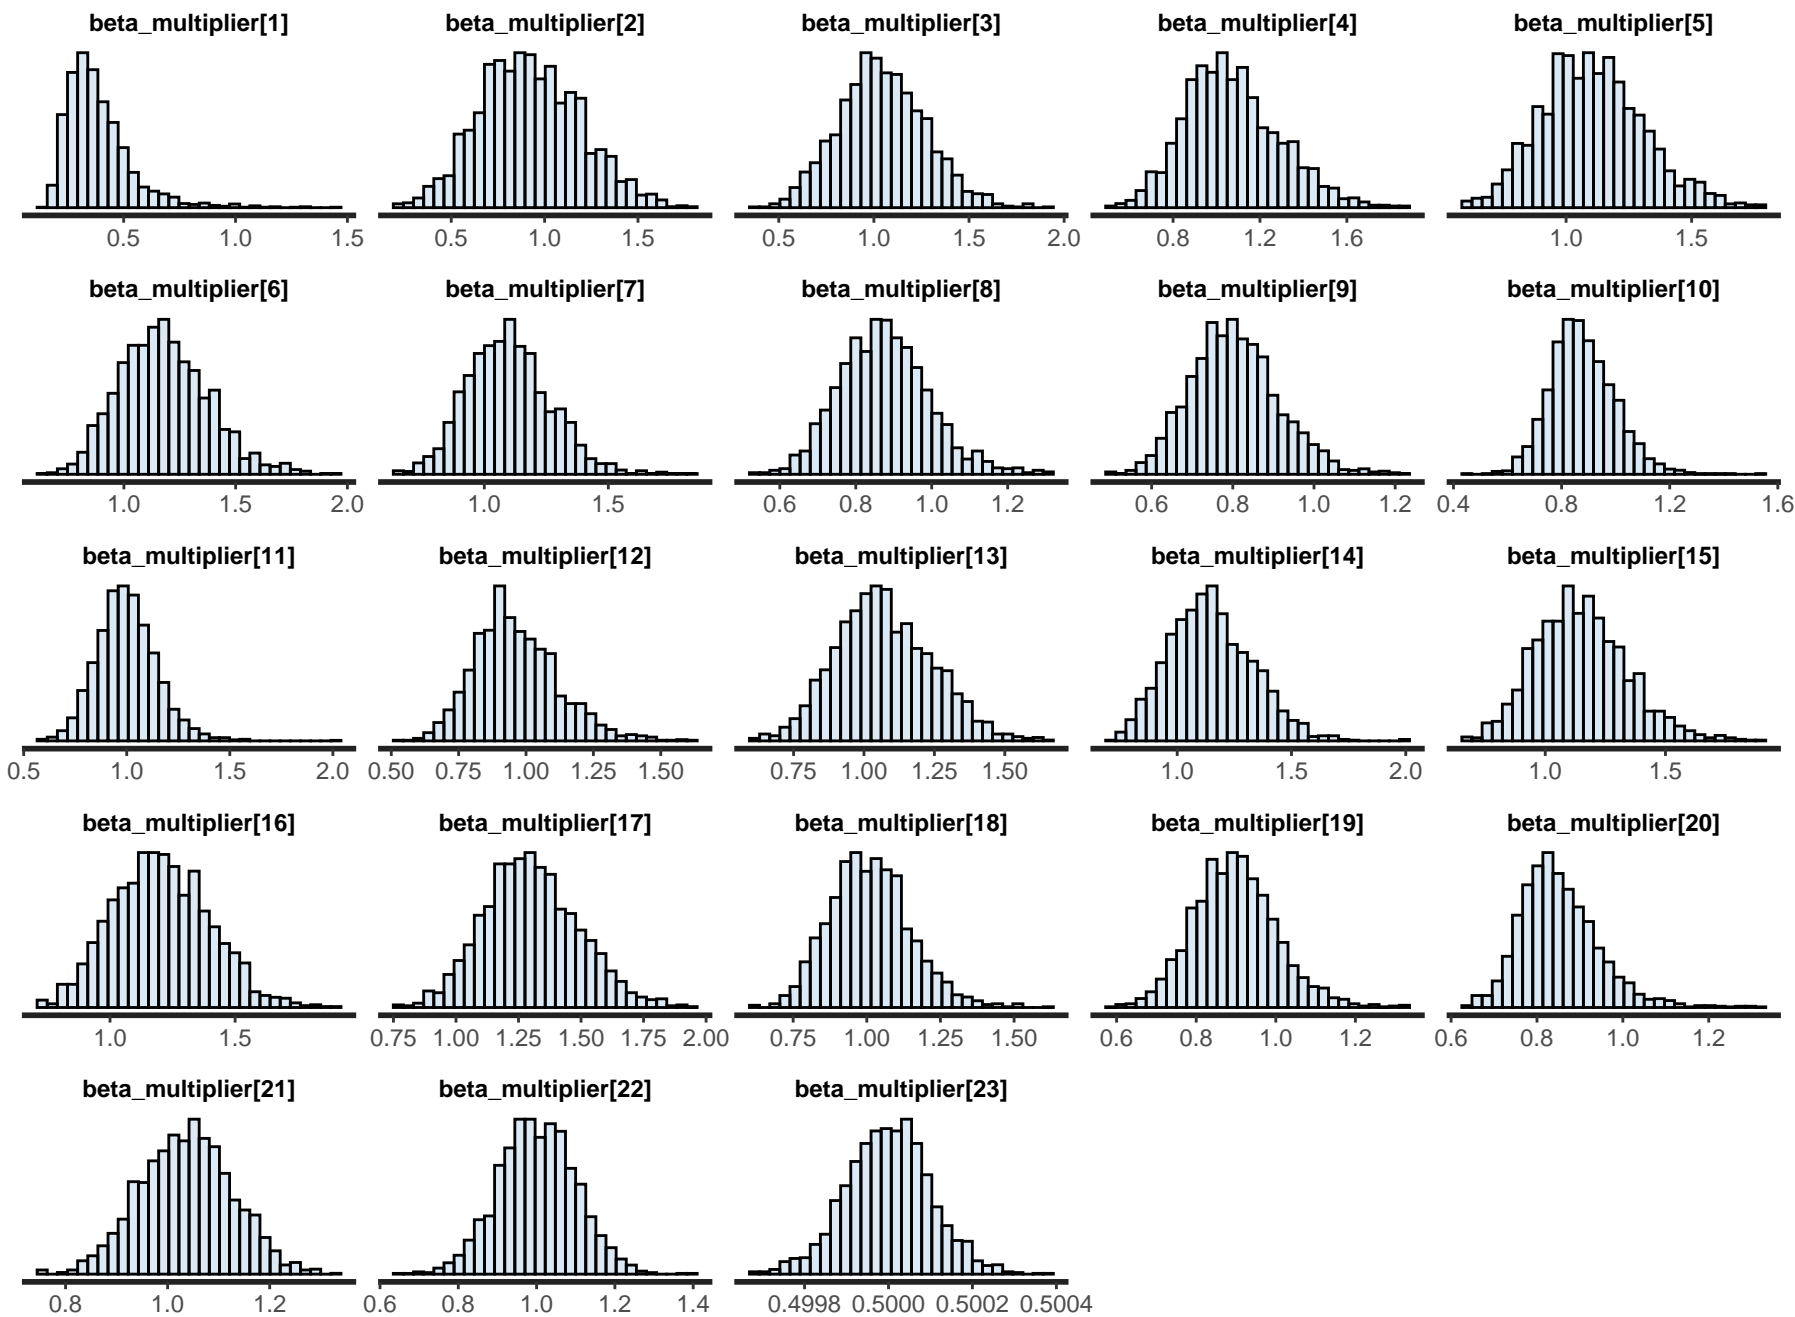 beta_multiplier[1] beta_multiplier[2] beta_multiplier[3] beta_multiplier[4] beta_multiplier[5]
0.5 1.0 1.5 0.5 1.0 1.5 0.5 1.0 1.5 2.0 0.8 1.2 1.6 1.0 1.5
beta_multiplier[6] beta_multiplier[7] beta_multiplier[8] beta_multiplier[9] beta_multiplier[10]
1.0 1.5 2.0 1.0 1.5 0.6 0.8 1.0 1.2 0.6 0.8 1.0 1.2 0.4 0.8 1.2 1.6
beta_multiplier[11] beta_multiplier[12] beta_multiplier[13] beta_multiplier[14] beta_multiplier[15]
0.5 1.0 1.5 2.0 0.50 0.75 1.00 1.25 1.50 0.75 1.00 1.25 1.50 1.0 1.5 2.0 1.0 1.5
beta_multiplier[16] beta_multiplier[17] beta_multiplier[18] beta_multiplier[19] beta_multiplier[20]
1.0 1.5 0.75 1.00 1.25 1.50 1.75 2.00 0.75 1.00 1.25 1.50 0.6 0.8 1.0 1.2 0.6 0.8 1.0 1.2
beta_multiplier[21] beta_multiplier[22] beta_multiplier[23]
0.8 1.0 1.2 0.6 0.8 1.0 1.2 1.4 0.4998 0.5000 0.5002 0.5004